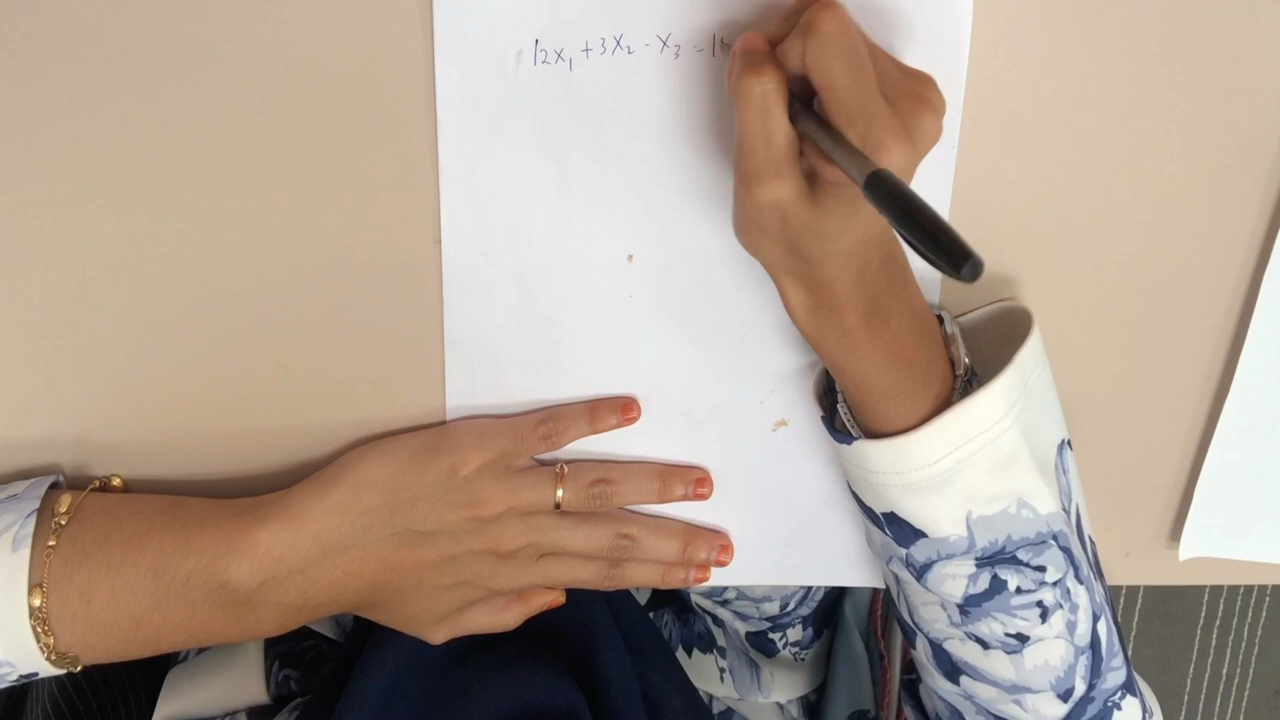 12x₁ + 3x₂ - x₃ = 1